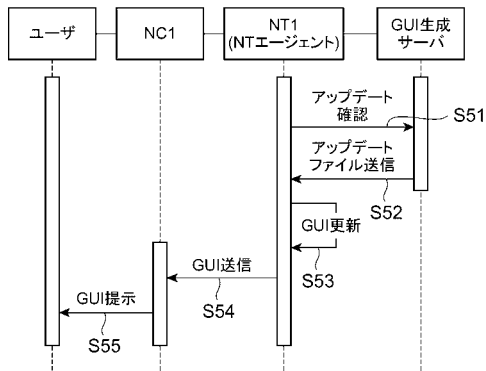 ユーザ
NC1
NT1
(NTエージェント)
GUI生成
サーバ
アップデート
確認
S51
アップデート
ファイル送信
S52
GUI更新
S53
GUI送信
S54
GUI提示
S55